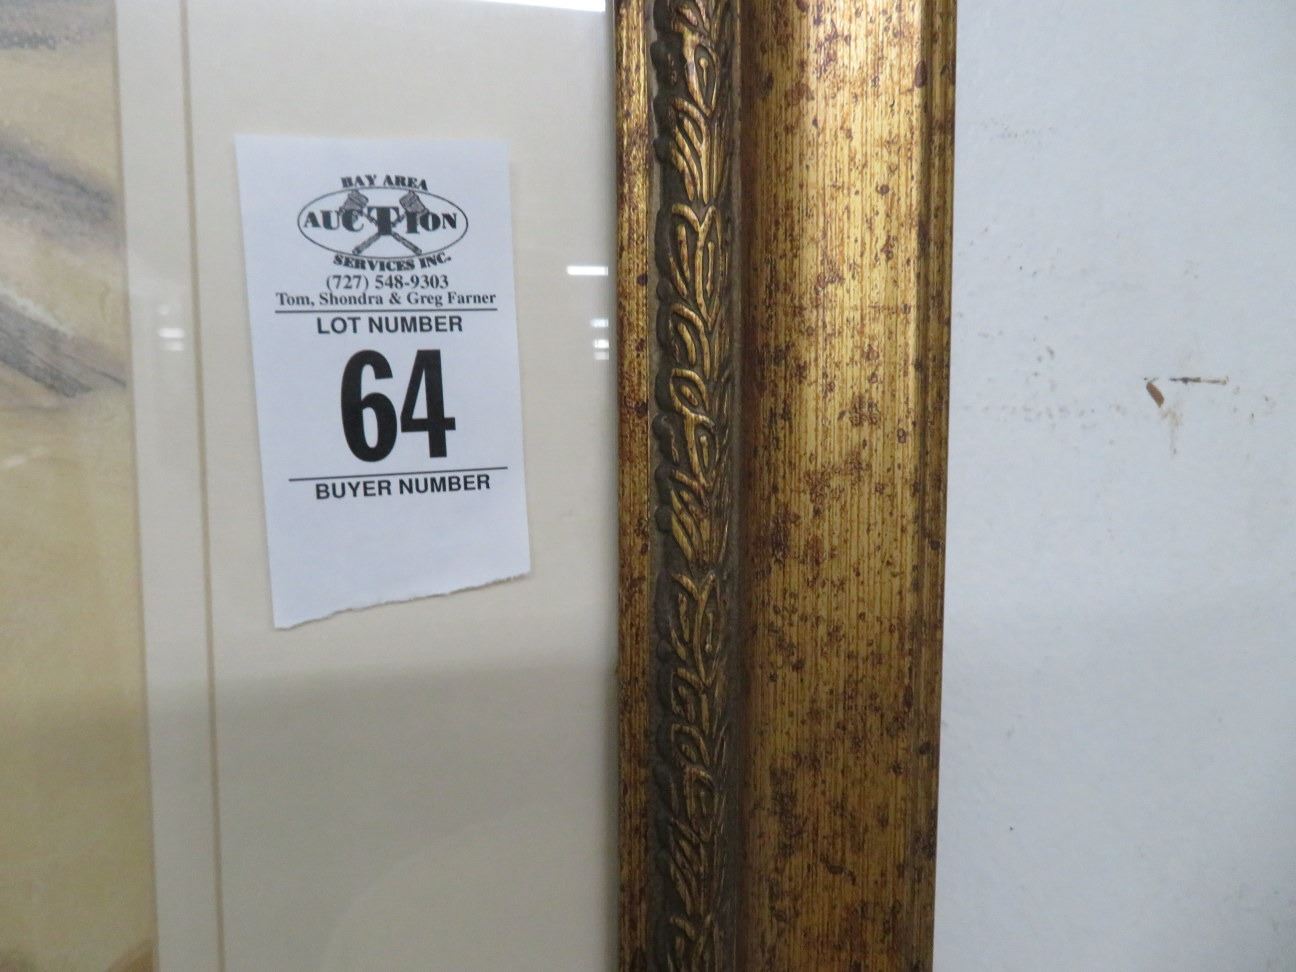 BAY AREA
AUCTION
SERVICES INC.
(727) 548-9303
Tom, Shondra & Greg Farner
LOT NUMBER
64
BUYER NUMBER